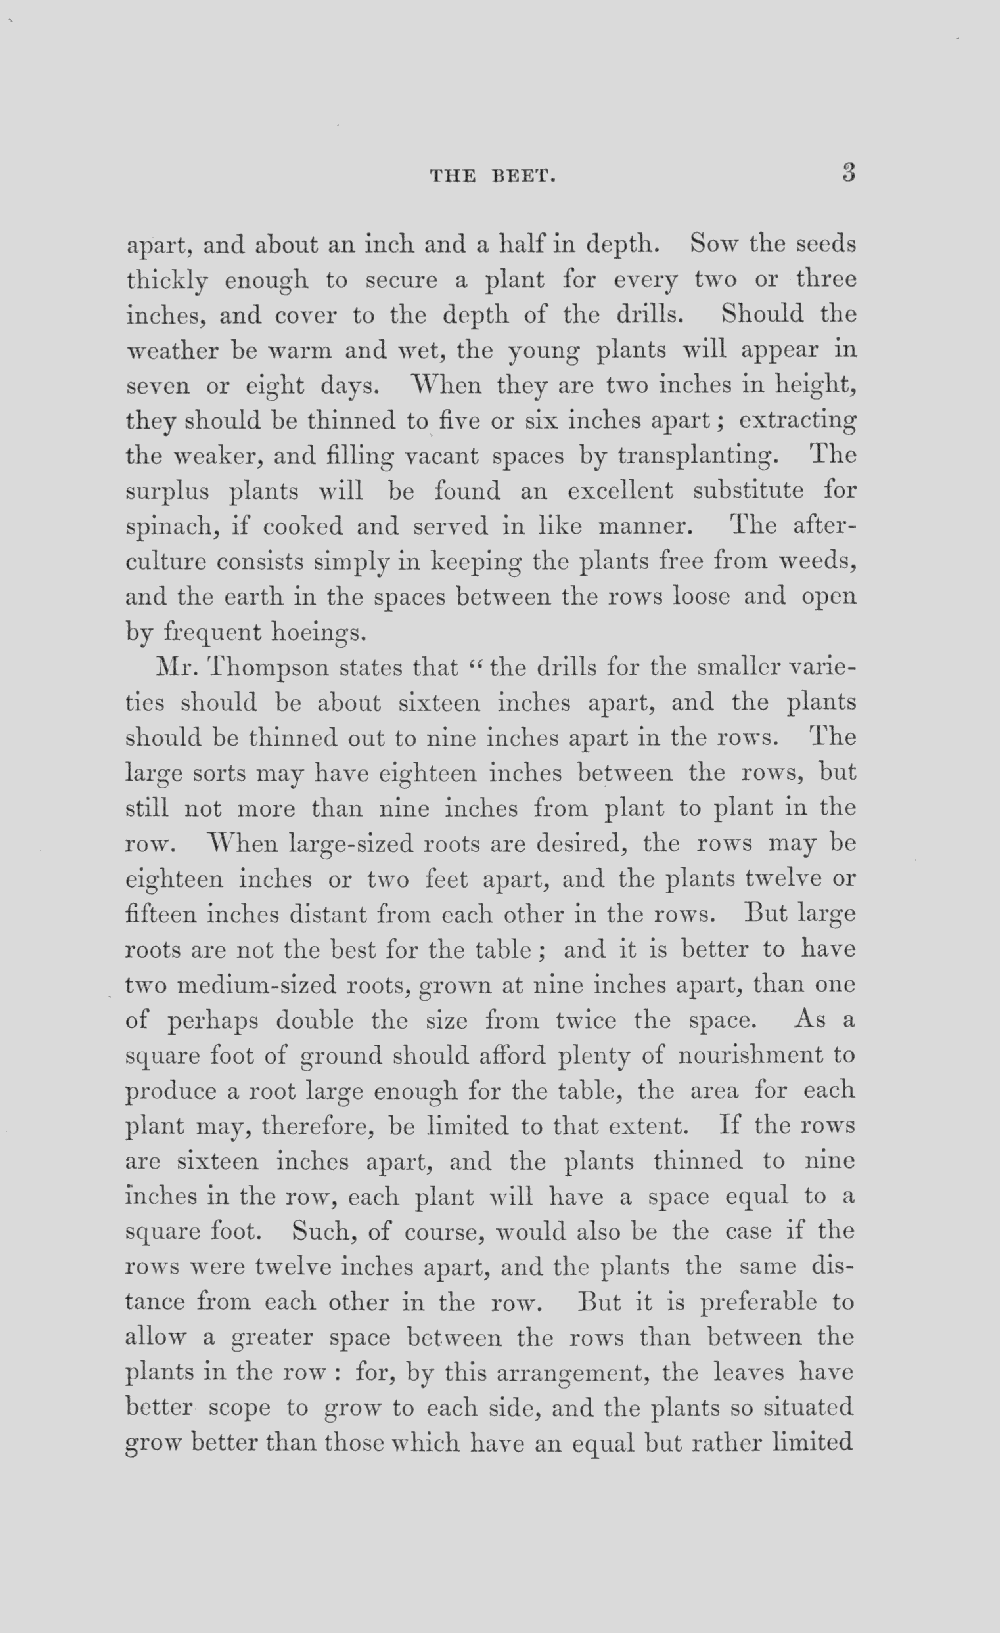 THE BEET. 3
apart, and about an inch and a half in depth. Sow the seeds
thickly enough to secure a plant for every two or three
inches, and cover to the depth of the drills. Should the
weather be warm and wet, the young plants will appear in
seven or eight days. When they are two inches in height,
they should be thinned to five or six inches apart; extracting
the weaker, and filling vacant spaces by transplanting. The
surplus plants will be found an excellent substitute for
spinach, if cooked and served in like manner. The after-
culture consists simply in keeping the plants free from weeds,
and the earth in the spaces between the rows loose and open
by frequent hoeings.
Mr. Thompson states that “ the drills for the smaller varie-
ties should be about sixteen inches apart, and the plants
should be thinned out to nine inches apart in the rows. The
large sorts may have eighteen inches between the rows, but
still not more than nine inches from plant to plant in the
row. When large-sized roots are desired, the rows may be
eighteen inches or two feet apart, and the plants twelve or
fifteen inches distant from each other in the rows. But large
roots are not the best for the table; and it is better to have
two medium-sized roots, grown at nine inches apart, than one
of perhaps double the size from twice the space. As a
square foot of ground should afford plenty of nourishment to
produce a root large enough for the table, the area for each
plant may, therefore, be limited to that extent. If the rows
are sixteen inches apart, and the plants thinned to nine
inches in the row, each plant will have a space equal to a
square foot. Such, of course, would also be the case if the
rows were twelve inches apart, and the plants the same dis-
tance from each other in the row. But it is preferable to
allow a greater space between the rows than between the
plants in the row: for, by this arrangement, the leaves have
better scope to grow to each side, and the plants so situated
grow better than those which have an equal but rather limited